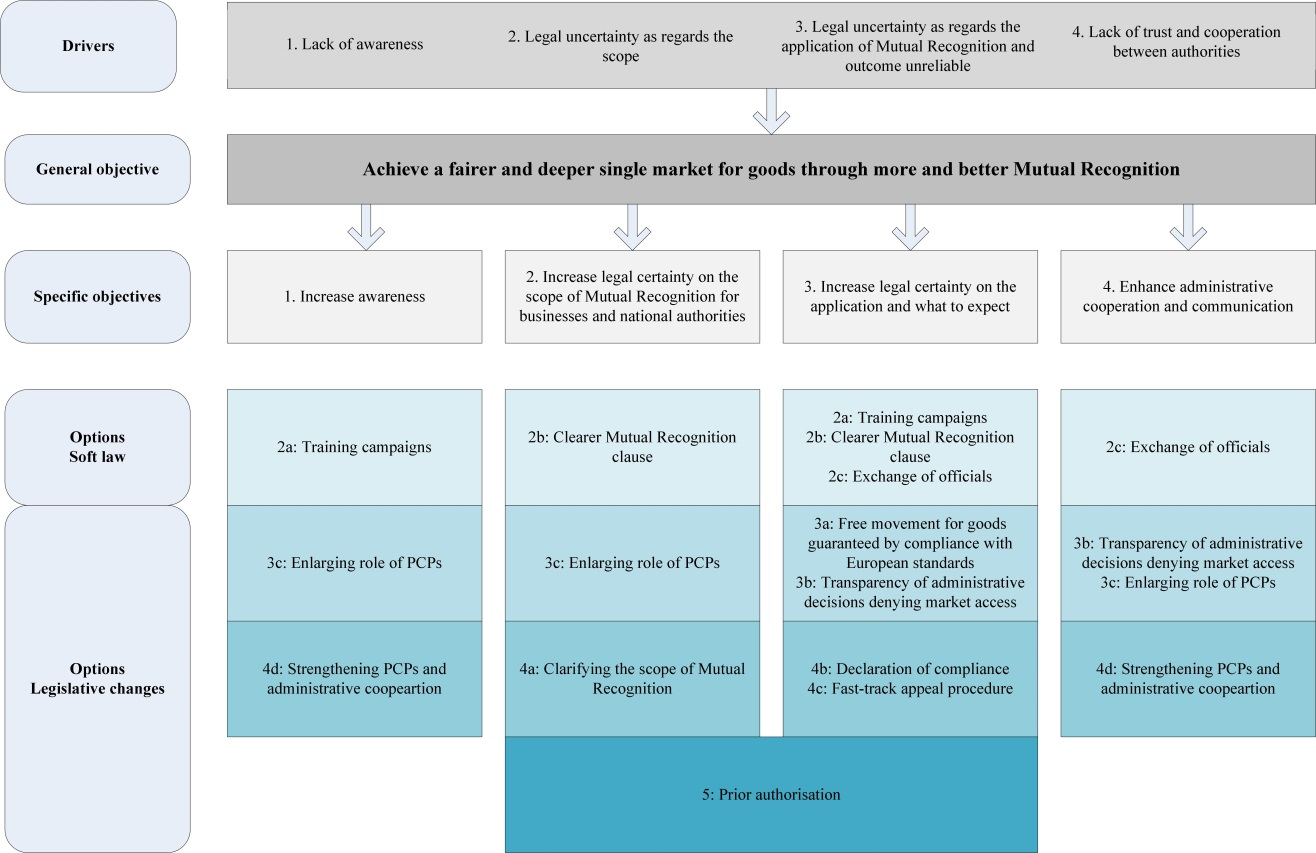 Drivers
1. Lack of awareness
2. Legal uncertainty as regards the
scope
3. Legal uncertainty as regards the
application of Mutual Recognition and
outcome unreliable
4. Lack of trust and cooperation
between authorities
General objective
Achieve a fairer and deeper single market for goods through more and better Mutual Recognition
Specific objectives
1. Increase awareness
2. Increase legal certainty on the
scope of Mutual Recognition for
businesses and national authorities
3. Increase legal certainty on the
application and what to expect
4. Enhance administrative
cooperation and communication
Options
Soft law
2a: Training campaigns
2b: Clearer Mutual Recognition
clause
2a: Training campaigns
2b: Clearer Mutual Recognition
clause
2c: Exchange of officials
2c: Exchange of officials
Options
Legislative changes
3c: Enlarging role of PCPs
3c: Enlarging role of PCPs
3a: Free movement for goods
guaranteed by compliance with
European standards
3b: Transparency of administrative
decisions denying market access
3b: Transparency of administrative
decisions denying market access
3c: Enlarging role of PCPs
4d: Strengthening PCPs and
administrative coopeartion
4a: Clarifying the scope of Mutual
Recognition
4b: Declaration of compliance
4c: Fast-track appeal procedure
4d: Strengthening PCPs and
administrative coopeartion
5: Prior authorisation